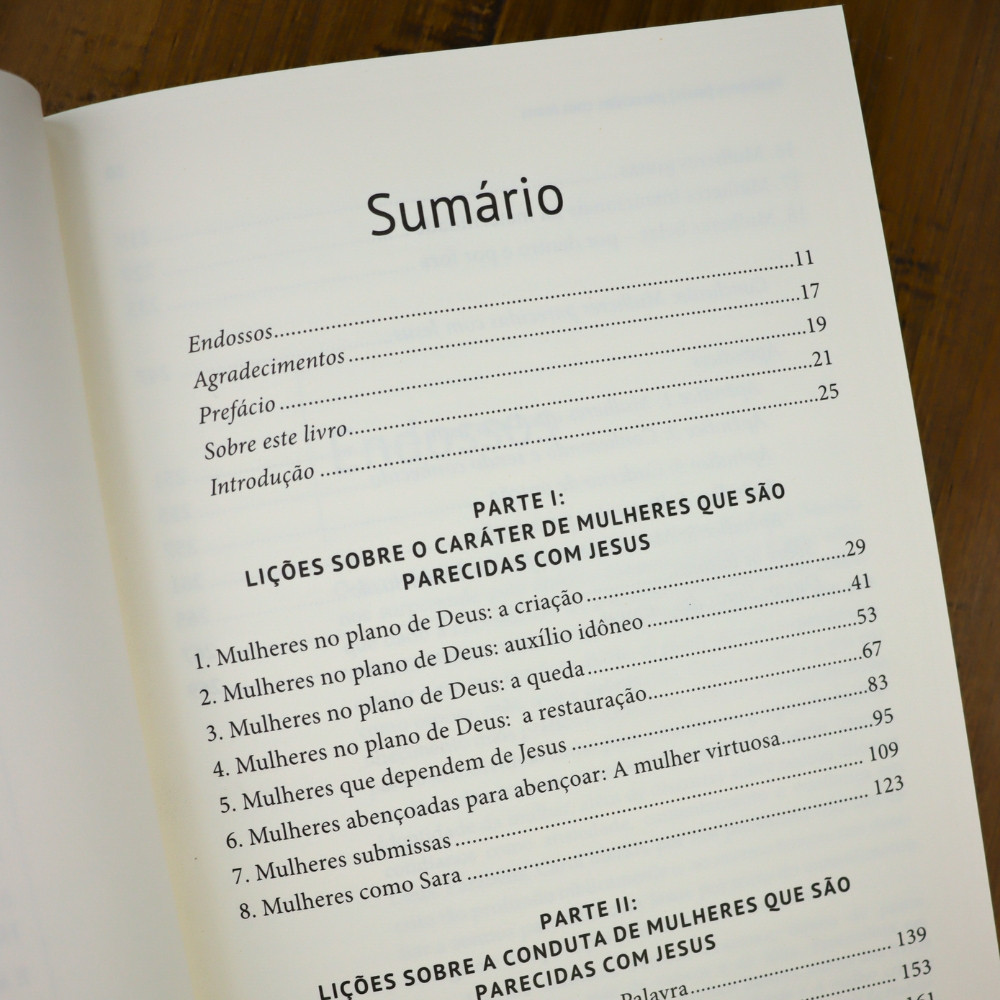 Sumário
Endossos..........11
Agradecimentos..........17
Prefácio..........19
Sobre este livro..........21
Introdução..........25
PARTE I:
LIÇÕES SOBRE O CARÁTER DE MULHERES QUE SÃO
PARECIDAS COM JESUS
1. Mulheres no plano de Deus: a criação..........29
2. Mulheres no plano de Deus: auxílio idôneo..........41
3. Mulheres no plano de Deus: a queda..........53
4. Mulheres no plano de Deus: a restauração..........67
5. Mulheres que dependem de Jesus..........83
6. Mulheres abençoadas para abençoar: A mulher virtuosa..........95
7. Mulheres submissas..........109
8. Mulheres como Sara..........123
PARTE II:
LIÇÕES SOBRE A CONDUTA DE MULHERES QUE SÃO
PARECIDAS COM JESUS
Palavra..........139
153
161